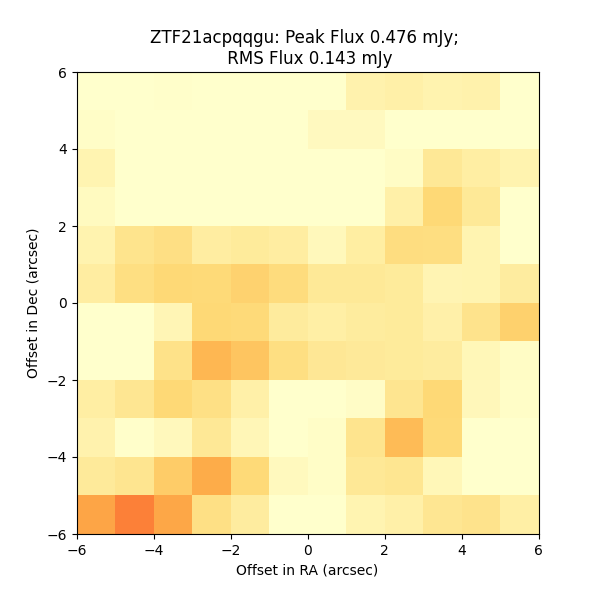 ZTF21acpqqgu: Peak Flux 0.476 mJy;
RMS Flux 0.143 mJy
6
4
2
0
−2
−4
−6
Offset in Dec (arcsec)
−6 −4 −2 0 2 4 6
Offset in RA (arcsec)